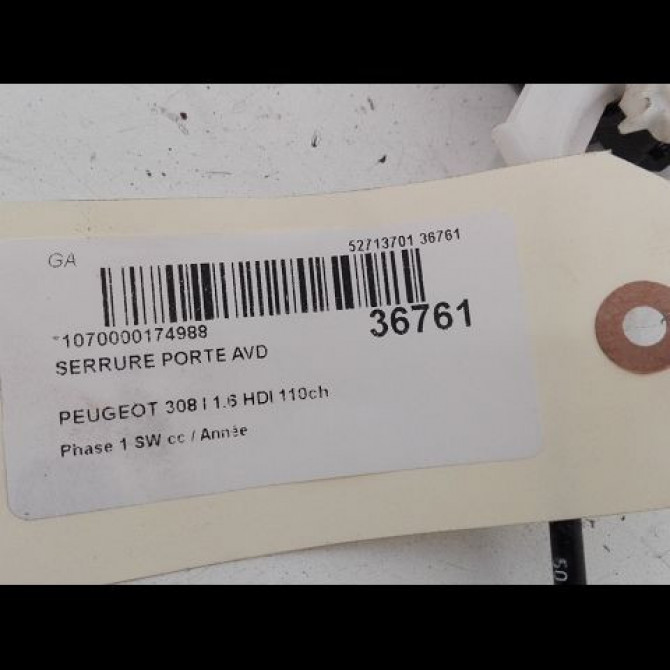 GA
52713701 36761
*1070000174988
36761
SERRURE PORTE AVD
PEUGEOT 308 I 1.6 HDI 110ch
Phase 1 SW cc / Année
50